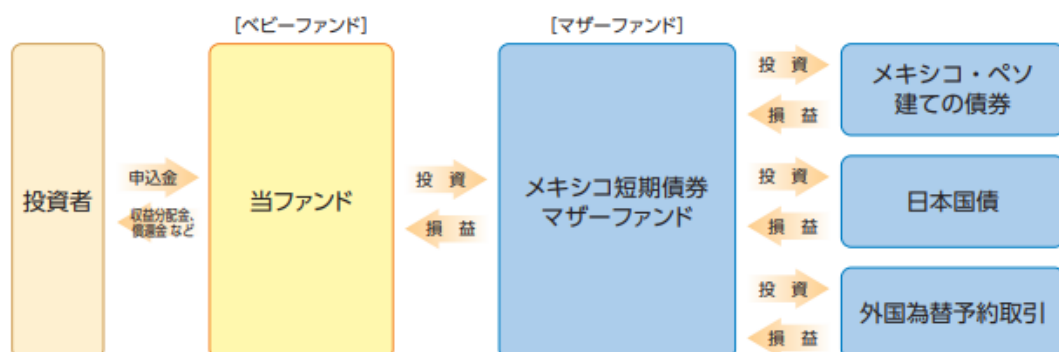 [ベビーファンド]
[マザーファンド]
投資者
申込金
収益分配金、
償還金 など
当ファンド
投 資
損 益
メキシコ短期債券
マザーファンド
投 資
損 益
メキシコ・ペソ
建ての債券
投 資
損 益
日本国債
投 資
損 益
外国為替予約取引